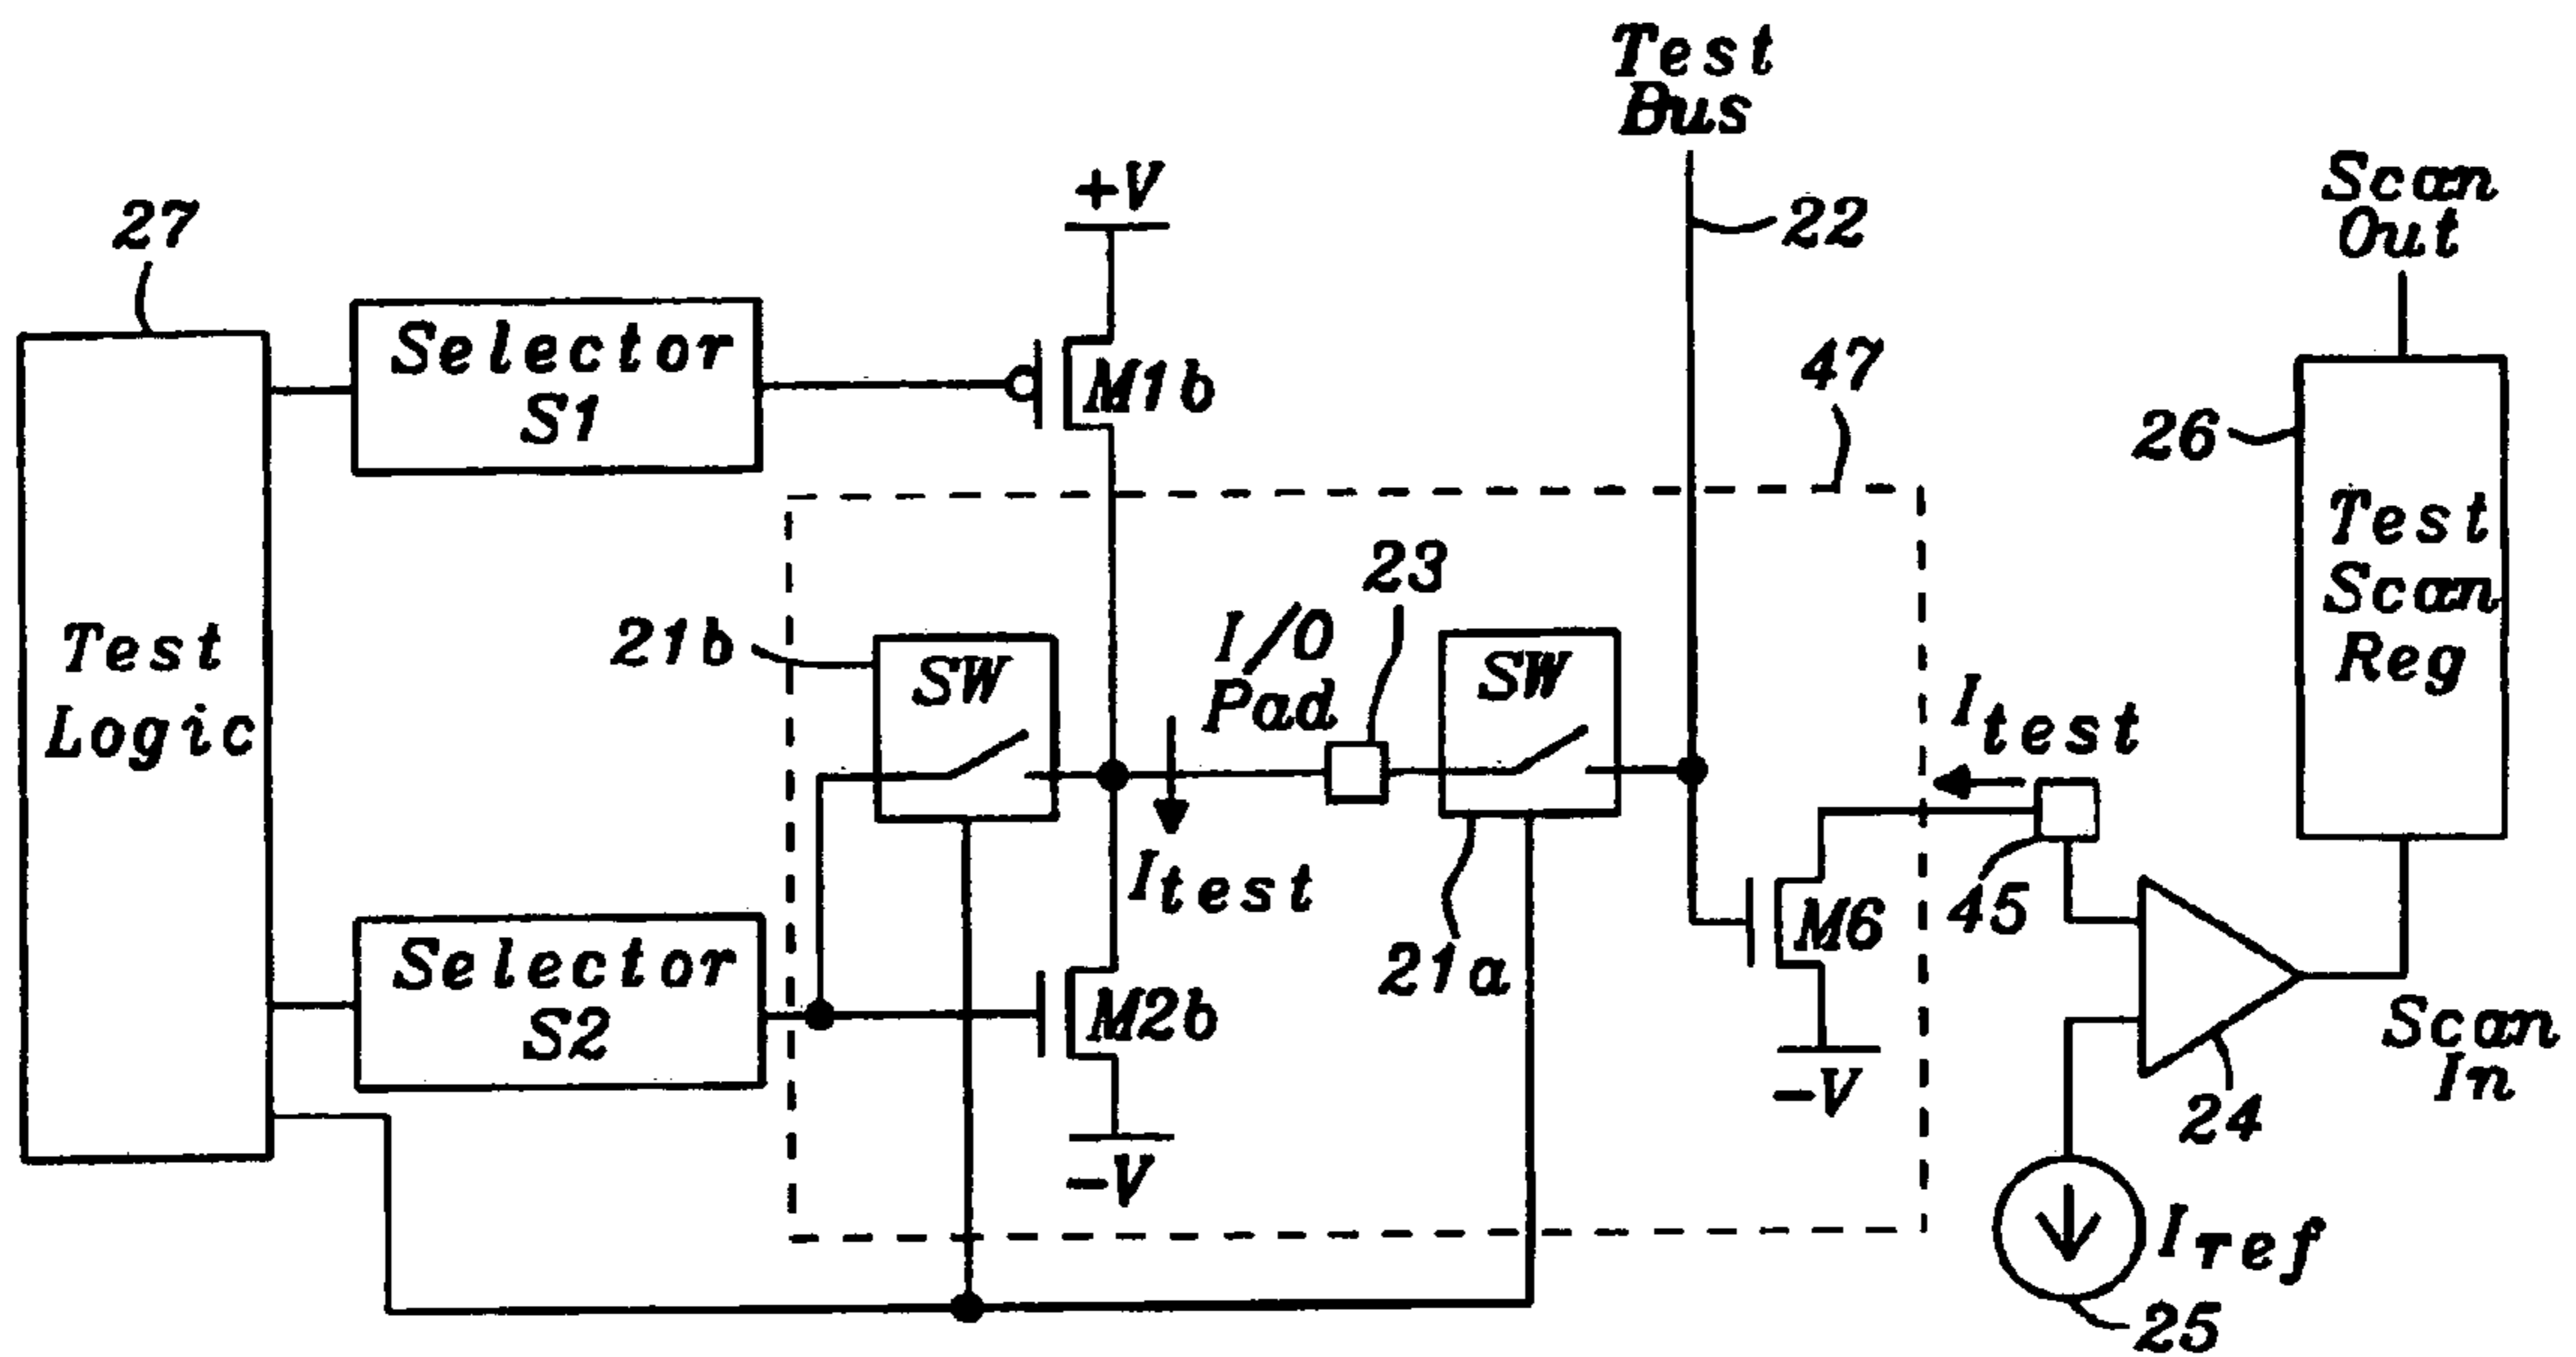 Test
Bus
Scan
Out
+V
27
22
Selector
S1
M1b
47
26
Test
Scan
Reg
23
21b
SW
I/O
Pad
SW
Test
Logic
Itest
Itest
45
M6
21a
Selector
S2
M2b
Scan
In
-V
24
-V
Iref
25